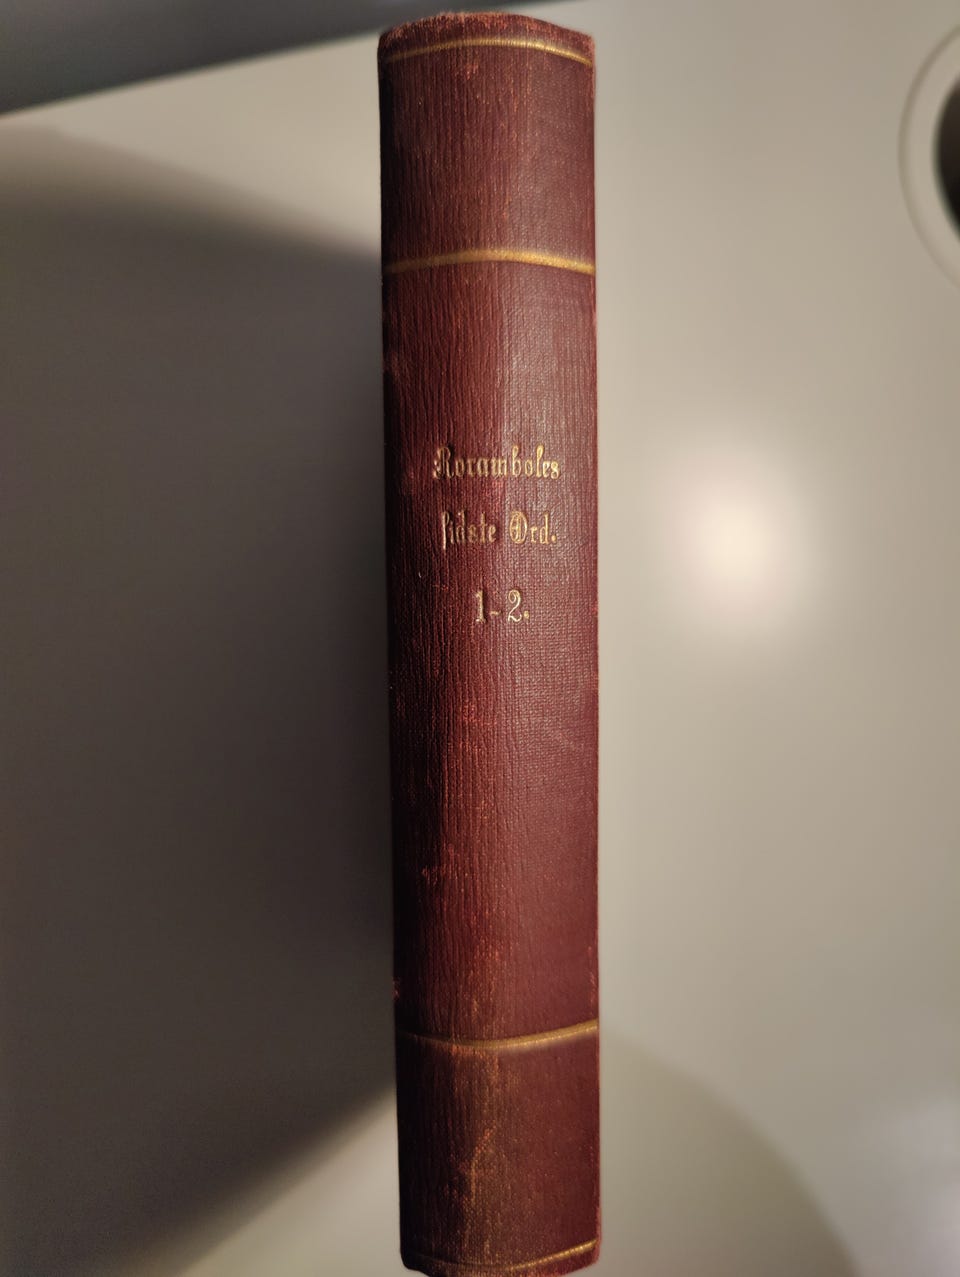 Rocamboles
ſidste Ord.
1-2.